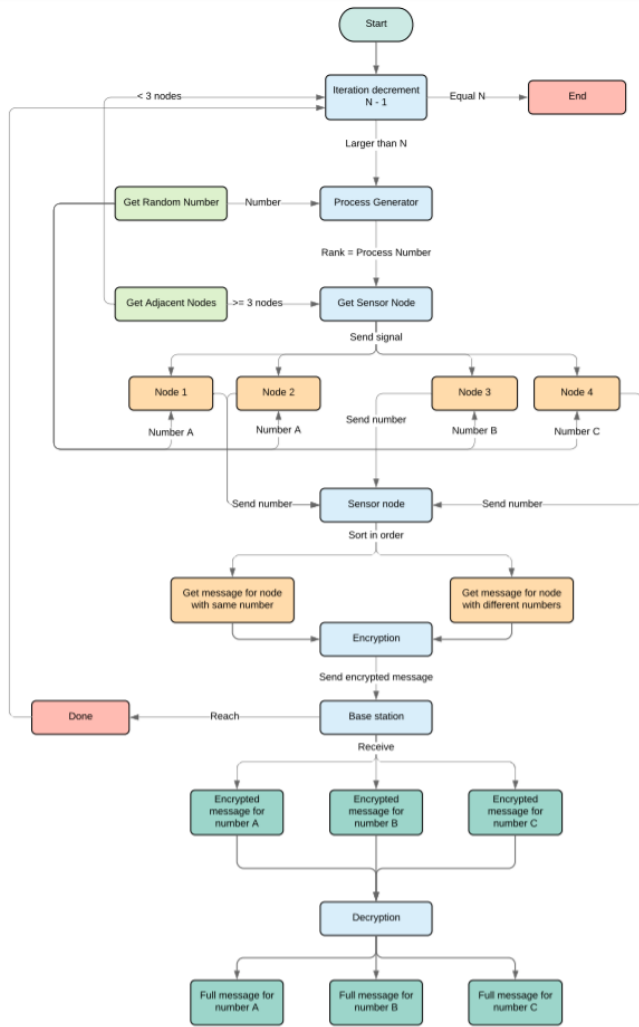 Start
Iteration decrement
N - 1
< 3 nodes
Equal N
End
Larger than N
Get Random Number
Number
Process Generator
Rank = Process Number
Get Adjacent Nodes
>= 3 nodes
Get Sensor Node
Send signal
Node 1
Node 2
Node 3
Node 4
Send number
Number A
Number A
Number B
Number C
Send number
Sensor node
Send number
Sort in order
Get message for node
with same number
Get message for node
with different numbers
Encryption
Send encrypted message
Done
Reach
Base station
Receive
Encrypted
message for
number A
Encrypted
message for
number B
Encrypted
message for
number C
Decryption
Full message for
number A
Full message for
number B
Full message for
number C